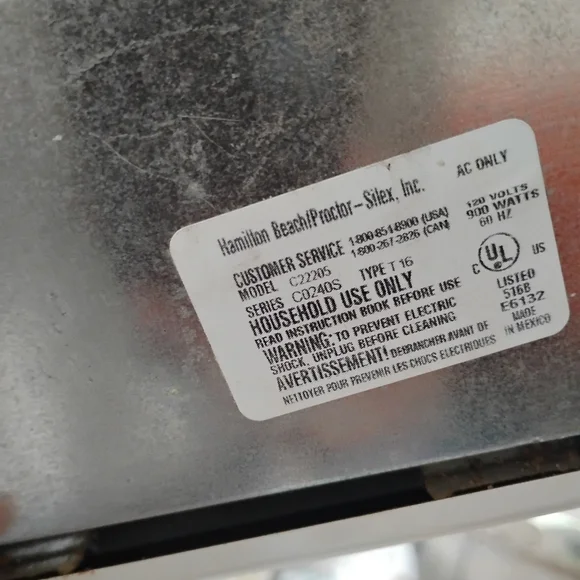 Hamilton Beach/Proctor-Silex, Inc.
AC ONLY
CUSTOMER SERVICE 1-800-851-8900 (USA)
1-800-267-2826 (CAN)
120 VOLTS
900 WATTS
60 HZ
MODEL C22205
SERIES C0240S TYPE T 16
HOUSEHOLD USE ONLY
READ INSTRUCTION BOOK BEFORE USE
WARNING: TO PREVENT ELECTRIC
SHOCK, UNPLUG BEFORE CLEANING
AVERTISSEMENT! DEBRANCHER AVANT DE
NETTOYER POUR PREVENIR LES CHOCS ELECTRIQUES
C UL US
LISTED
516B
E6132
MADE
IN MEXICO